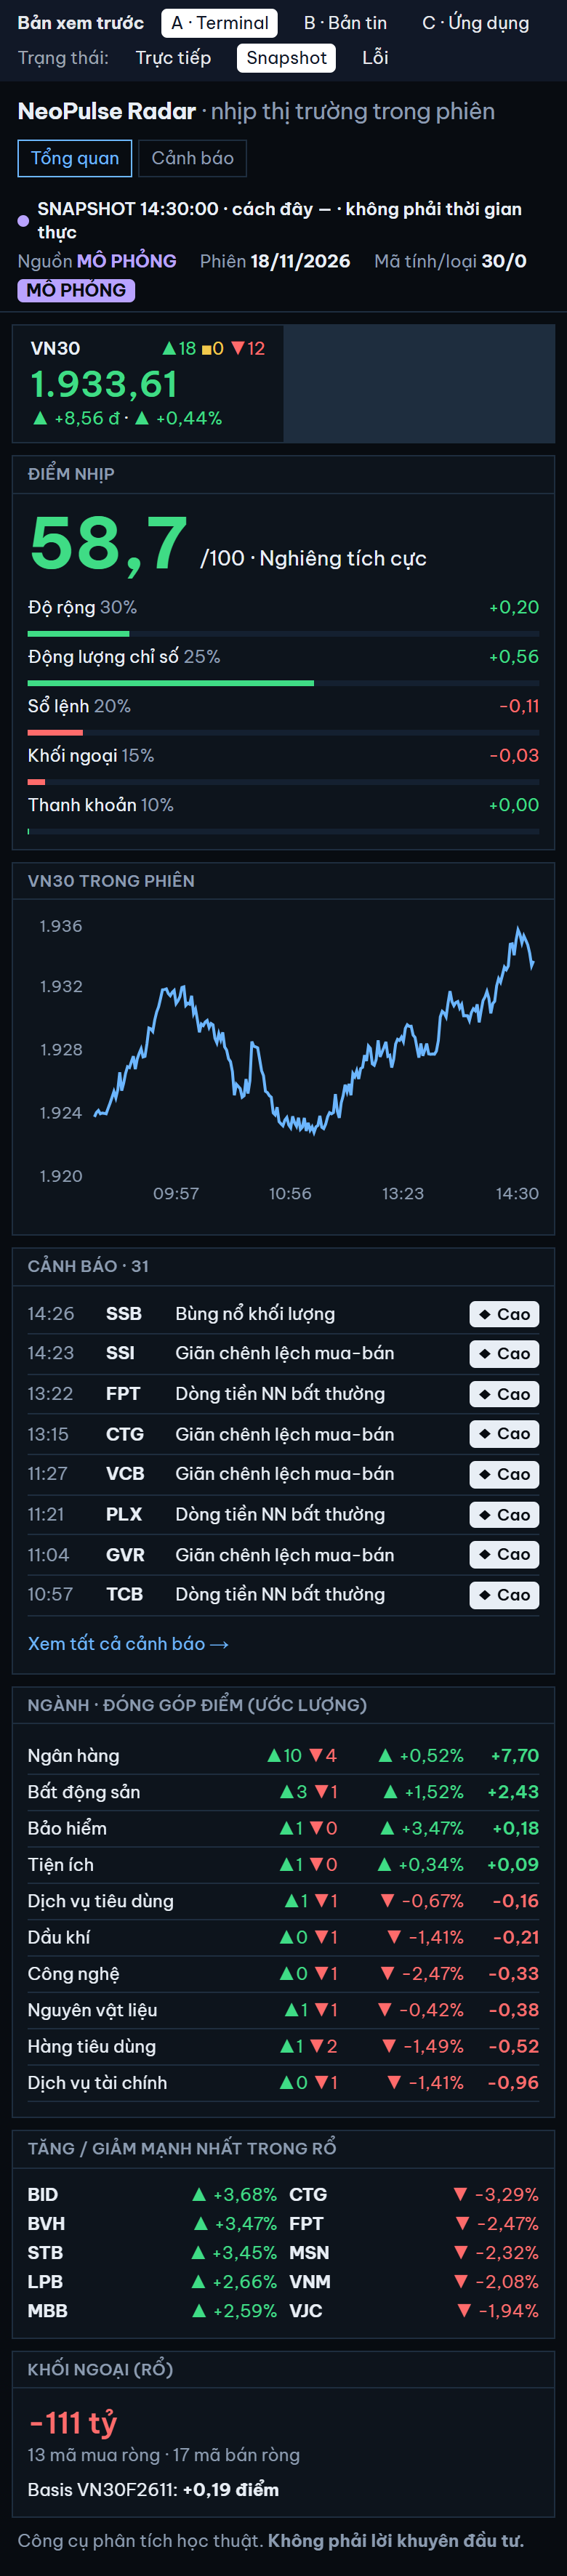 Bản xem trước A · Terminal B · Bản tin C · Ứng dụng
Trạng thái: Trực tiếp Snapshot Lỗi
NeoPulse Radar · nhịp thị trường trong phiên
Tổng quan Cảnh báo
SNAPSHOT 14:30:00 · cách đây — · không phải thời gian
thực
Nguồn MÔ PHỎNG Phiên 18/11/2026 Mã tính/loại 30/0
MÔ PHỎNG
VN30 ▲18 ■0 ▼12
1.933,61
▲ +8,56 đ · ▲ +0,44%
ĐIỂM NHỊP
58,7 /100 · Nghiêng tích cực
Độ rộng 30% +0,20
Động lượng chỉ số 25% +0,56
Sổ lệnh 20% -0,11
Khối ngoại 15% -0,03
Thanh khoản 10% +0,00
VN30 TRONG PHIÊN
1.936
1.932
1.928
1.924
1.920
09:57 10:56 13:23 14:30
CẢNH BÁO · 31
14:26 SSB Bùng nổ khối lượng ◆ Cao
14:23 SSI Giãn chênh lệch mua-bán ◆ Cao
13:22 FPT Dòng tiền NN bất thường ◆ Cao
13:15 CTG Giãn chênh lệch mua-bán ◆ Cao
11:27 VCB Giãn chênh lệch mua-bán ◆ Cao
11:21 PLX Dòng tiền NN bất thường ◆ Cao
11:04 GVR Giãn chênh lệch mua-bán ◆ Cao
10:57 TCB Dòng tiền NN bất thường ◆ Cao
Xem tất cả cảnh báo →
NGÀNH · ĐÓNG GÓP ĐIỂM (ƯỚC LƯỢNG)
Ngân hàng ▲10 ▼4 ▲ +0,52% +7,70
Bất động sản ▲3 ▼1 ▲ +1,52% +2,43
Bảo hiểm ▲1 ▼0 ▲ +3,47% +0,18
Tiện ích ▲1 ▼0 ▲ +0,34% +0,09
Dịch vụ tiêu dùng ▲1 ▼1 ▼ -0,67% -0,16
Dầu khí ▲0 ▼1 ▼ -1,41% -0,21
Công nghệ ▲0 ▼1 ▼ -2,47% -0,33
Nguyên vật liệu ▲1 ▼1 ▼ -0,42% -0,38
Hàng tiêu dùng ▲1 ▼2 ▼ -1,49% -0,52
Dịch vụ tài chính ▲0 ▼1 ▼ -1,41% -0,96
TĂNG / GIẢM MẠNH NHẤT TRONG RỔ
BID ▲ +3,68% CTG ▼ -3,29%
BVH ▲ +3,47% FPT ▼ -2,47%
STB ▲ +3,45% MSN ▼ -2,32%
LPB ▲ +2,66% VNM ▼ -2,08%
MBB ▲ +2,59% VJC ▼ -1,94%
KHỐI NGOẠI (RỔ)
-111 tỷ
13 mã mua ròng · 17 mã bán ròng
Basis VN30F2611: +0,19 điểm
Công cụ phân tích học thuật. Không phải lời khuyên đầu tư.